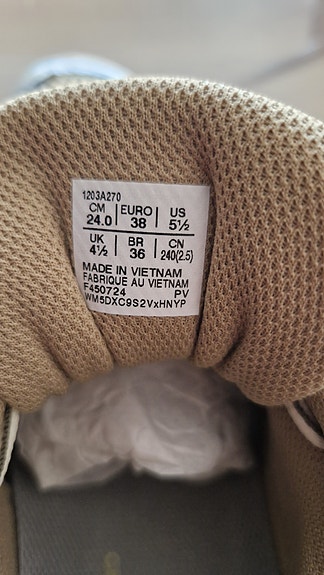 1203A270
CM EURO US
24.0 38 5½
UK BR CN
4½ 36 240(2.5)
MADE IN VIETNAM
FABRIQUE AU VIETNAM
F450724 PV
WM5DXC9S2VxHNYP